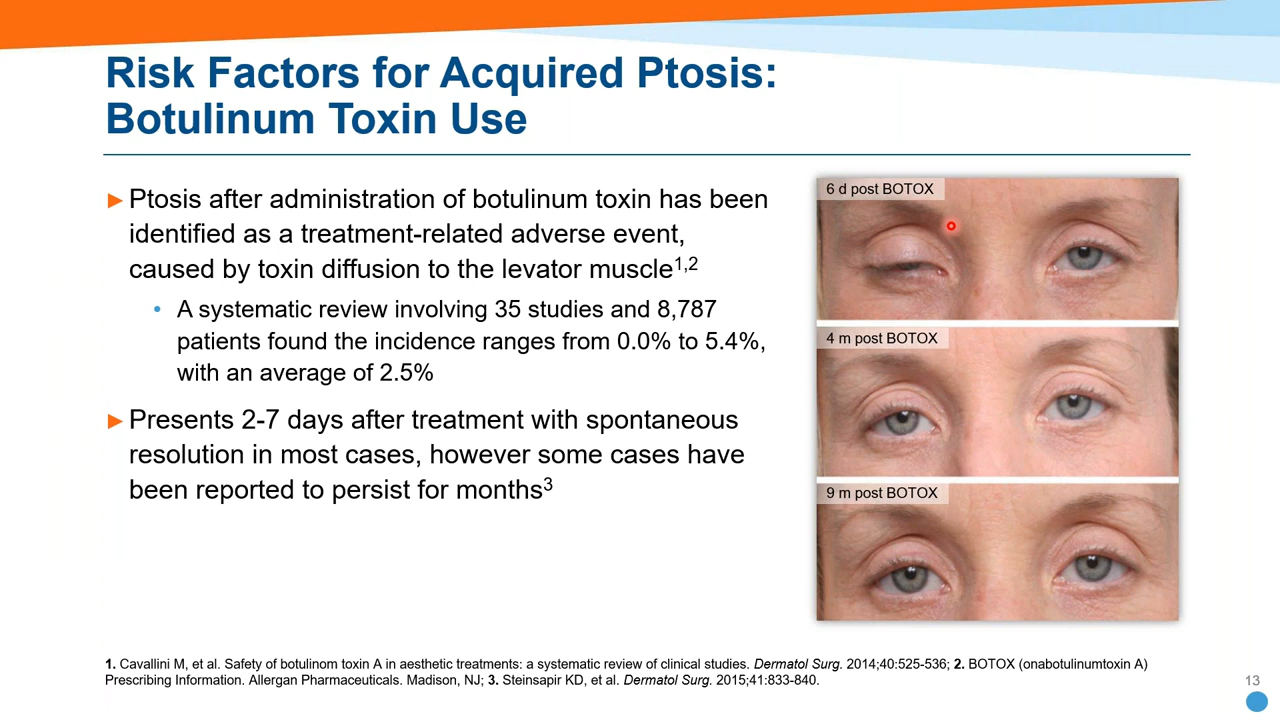 Risk Factors for Acquired Ptosis:
Botulinum Toxin Use
► Ptosis after administration of botulinum toxin has been
identified as a treatment-related adverse event,
caused by toxin diffusion to the levator muscle1,2
• A systematic review involving 35 studies and 8,787
patients found the incidence ranges from 0.0% to 5.4%,
with an average of 2.5%
► Presents 2-7 days after treatment with spontaneous
resolution in most cases, however some cases have
been reported to persist for months3
6 d post BOTOX
4 m post BOTOX
9 m post BOTOX
1. Cavallini M, et al. Safety of botulinom toxin A in aesthetic treatments: a systematic review of clinical studies. Dermatol Surg. 2014;40:525-536; 2. BOTOX (onabotulinumtoxin A)
Prescribing Information. Allergan Pharmaceuticals. Madison, NJ; 3. Steinsapir KD, et al. Dermatol Surg. 2015;41:833-840.
13